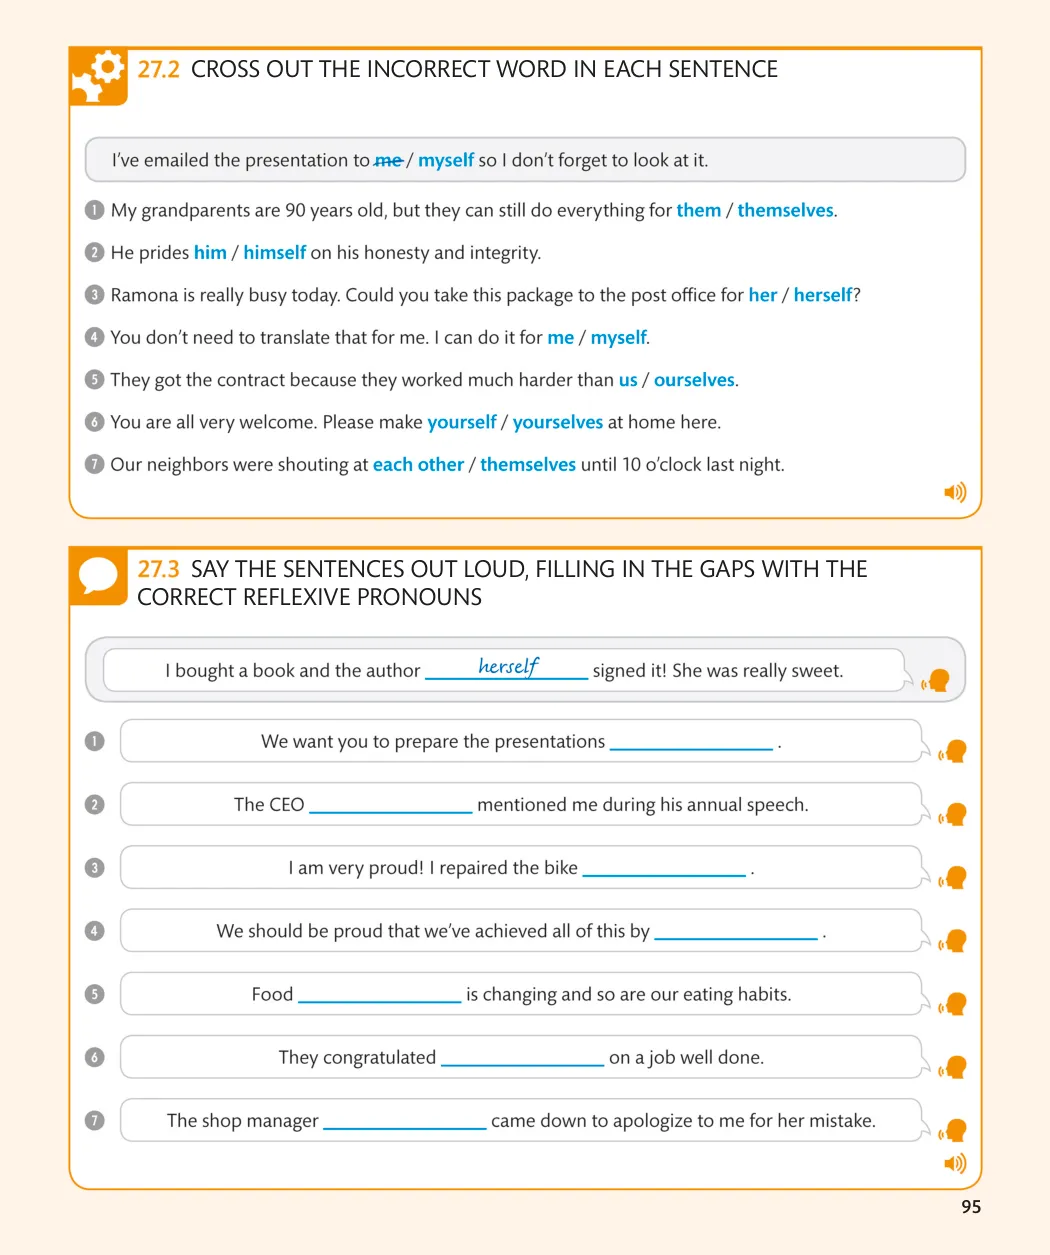 27.2 CROSS OUT THE INCORRECT WORD IN EACH SENTENCE
I’ve emailed the presentation to me / myself so I don’t forget to look at it.
1 My grandparents are 90 years old, but they can still do everything for them / themselves.
2 He prides him / himself on his honesty and integrity.
3 Ramona is really busy today. Could you take this package to the post office for her / herself?
4 You don’t need to translate that for me. I can do it for me / myself.
5 They got the contract because they worked much harder than us / ourselves.
6 You are all very welcome. Please make yourself / yourselves at home here.
7 Our neighbors were shouting at each other / themselves until 10 o’clock last night.
27.3 SAY THE SENTENCES OUT LOUD, FILLING IN THE GAPS WITH THE
CORRECT REFLEXIVE PRONOUNS
I bought a book and the author herself signed it! She was really sweet.
1 We want you to prepare the presentations ________________ .
2 The CEO ________________ mentioned me during his annual speech.
3 I am very proud! I repaired the bike ________________ .
4 We should be proud that we’ve achieved all of this by ________________ .
5 Food ________________ is changing and so are our eating habits.
6 They congratulated ________________ on a job well done.
7 The shop manager ________________ came down to apologize to me for her mistake.
95